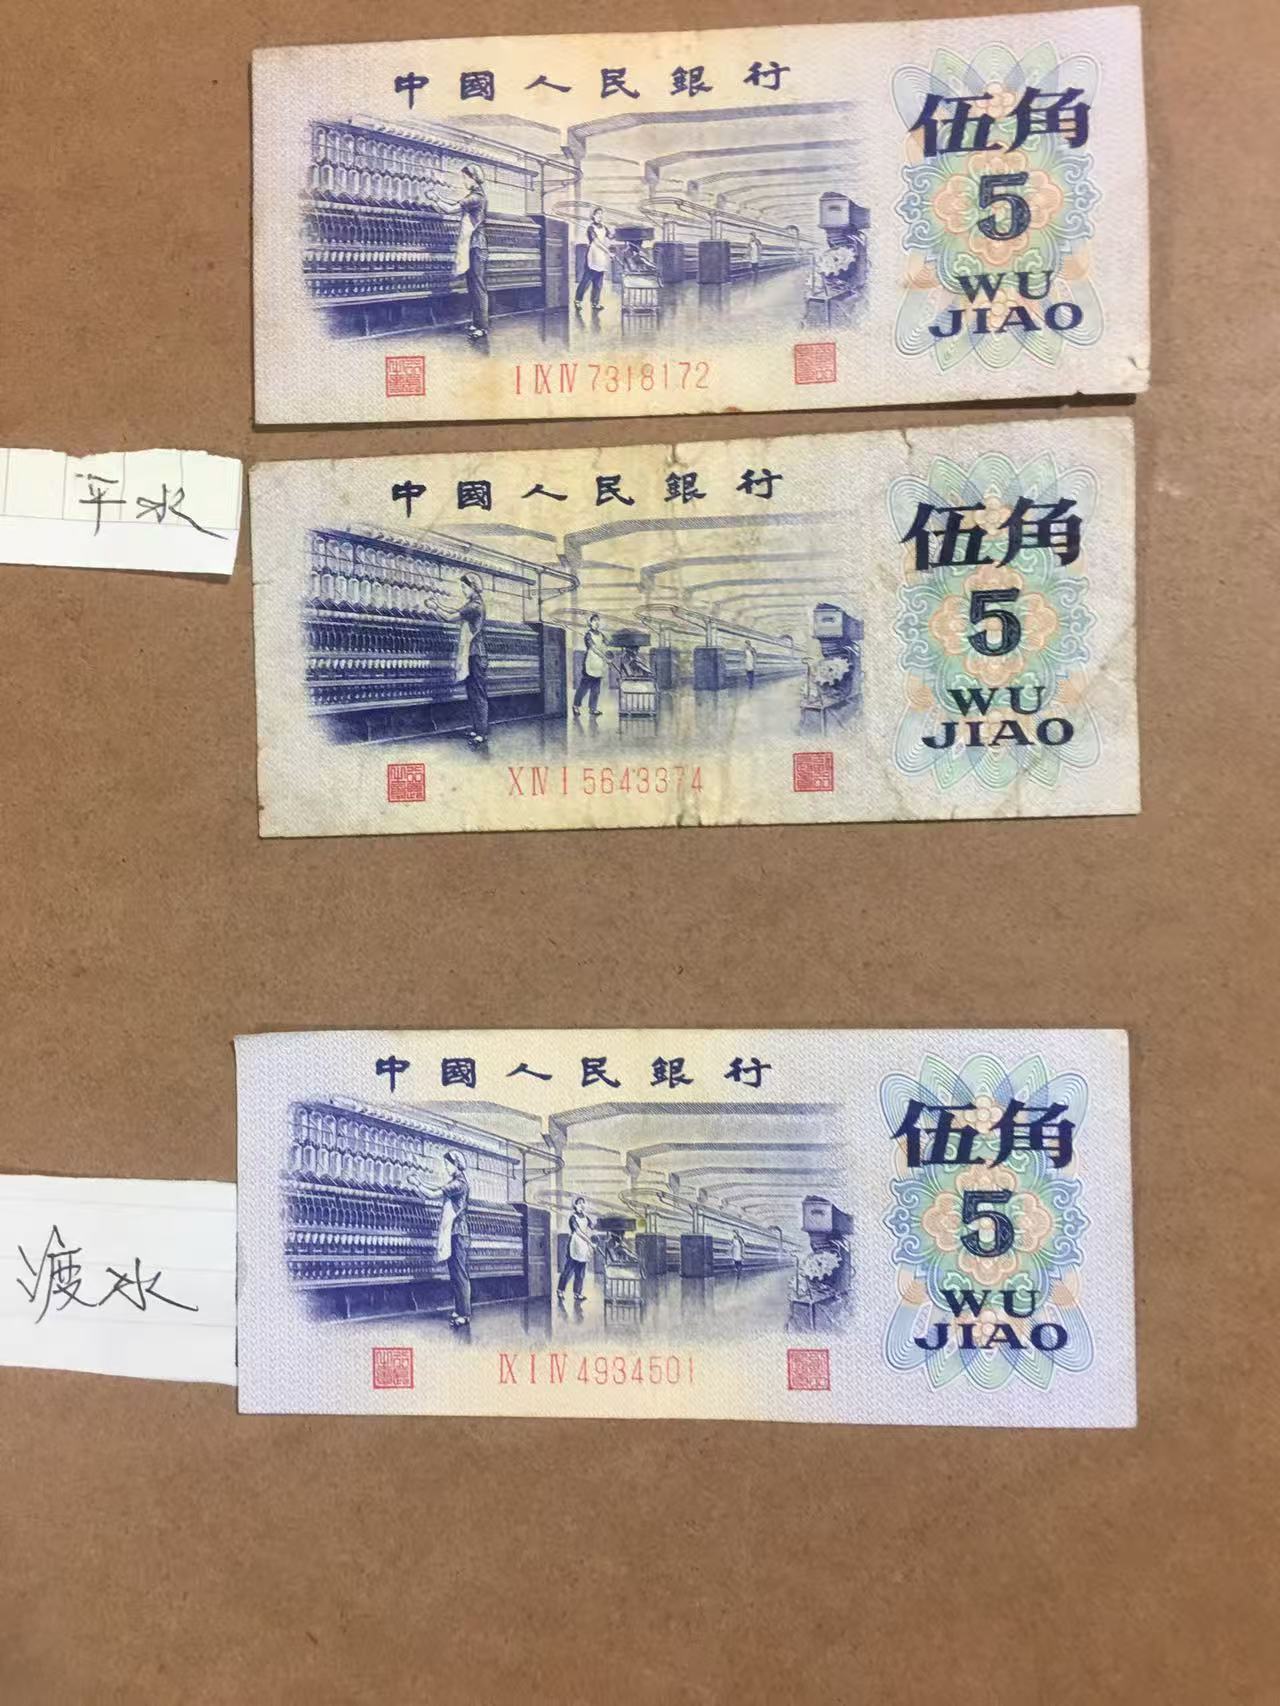 中國人民銀行
伍角
5
WU
JIAO
I IX IV 7318172
平水
中國人民銀行
伍角
5
WU
JIAO
X IV I 5643374
中國人民銀行
伍角
5
WU
JIAO
IX I IV 4934501
渡水